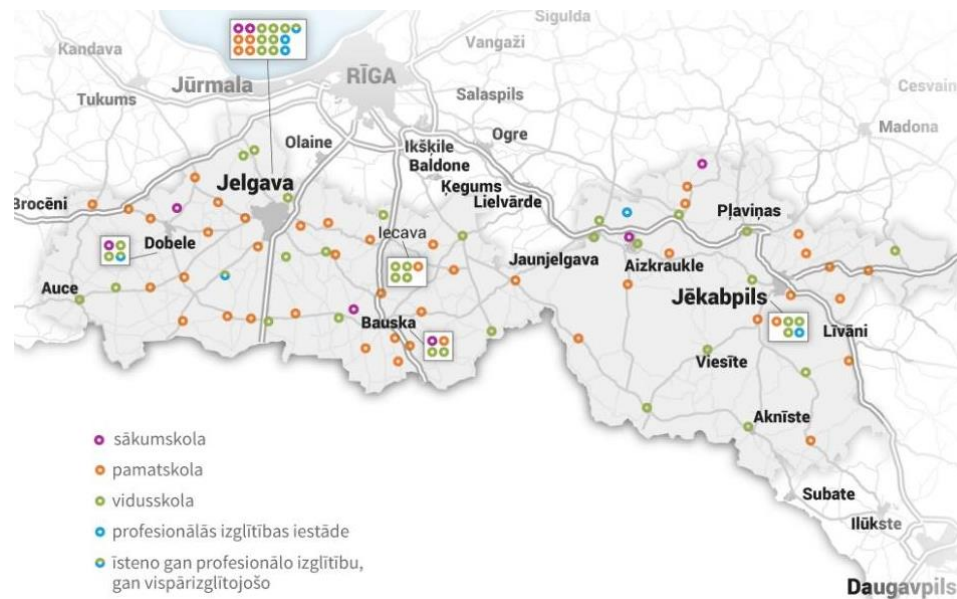 Sigulda
Kandava
Vangaži
RĪGA
Cesvain
Jūrmala
Tukums
Salaspils
Madona
Olaine
Ogre
Ikšķile
Baldone
Jelgava
Ķegums
Brocēni
Lielvārde
Pļaviņas
Dobele
Iecava
Jaunjelgava
Aizkraukle
Auce
Jēkabpils
Bauska
Līvāni
Viesīte
Aknīste
sākumskola
pamatskola
vidusskola
profesionālās izglītības iestāde
īsteno gan profesionālo izglītību,
gan vispārizglītojošo
Subate
Ilūkste
Daugavpils